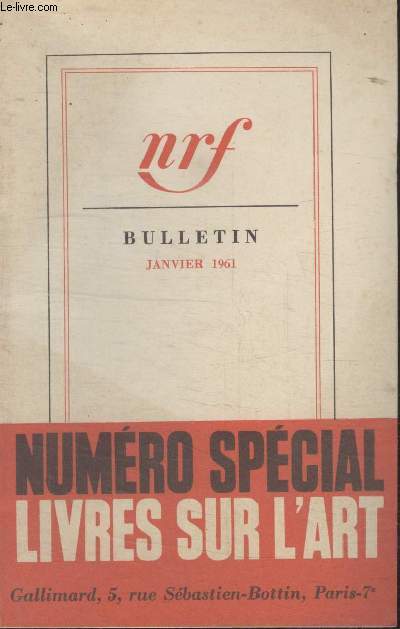 © Le-livre.com
nrf
BULLETIN
JANVIER 1961
NUMÉRO SPÉCIAL
LIVRES SUR L'ART
Gallimard, 5, rue Sébastien-Bottin, Paris-7e